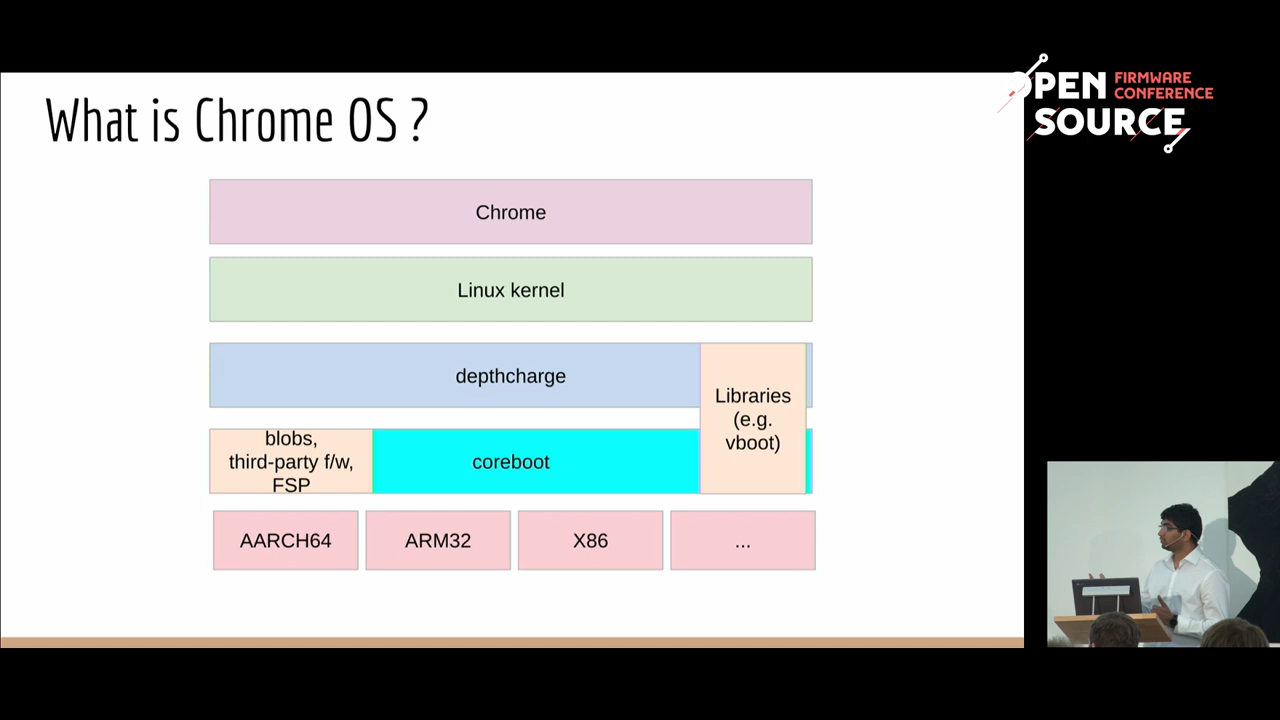 What is Chrome OS ?
OPEN FIRMWARE
CONFERENCE
SOURCE
Chrome
Linux kernel
depthcharge
Libraries
(e.g.
vboot)
blobs,
third-party f/w,
FSP
coreboot
AARCH64
ARM32
X86
...